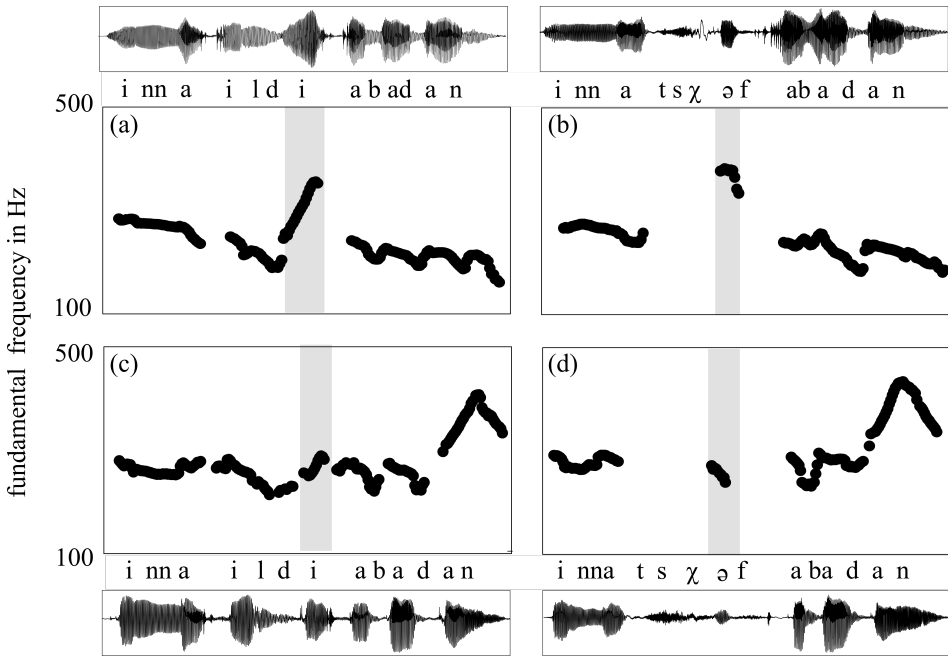 i nn a i l d i a b ad a n
i nn a t s χ ə f ab a d a n
500
(a)
(b)
100
500
(c)
(d)
100
fundamental frequency in Hz
i nn a i l d i a b a d a n
i nna t s χ ə f a ba d a n